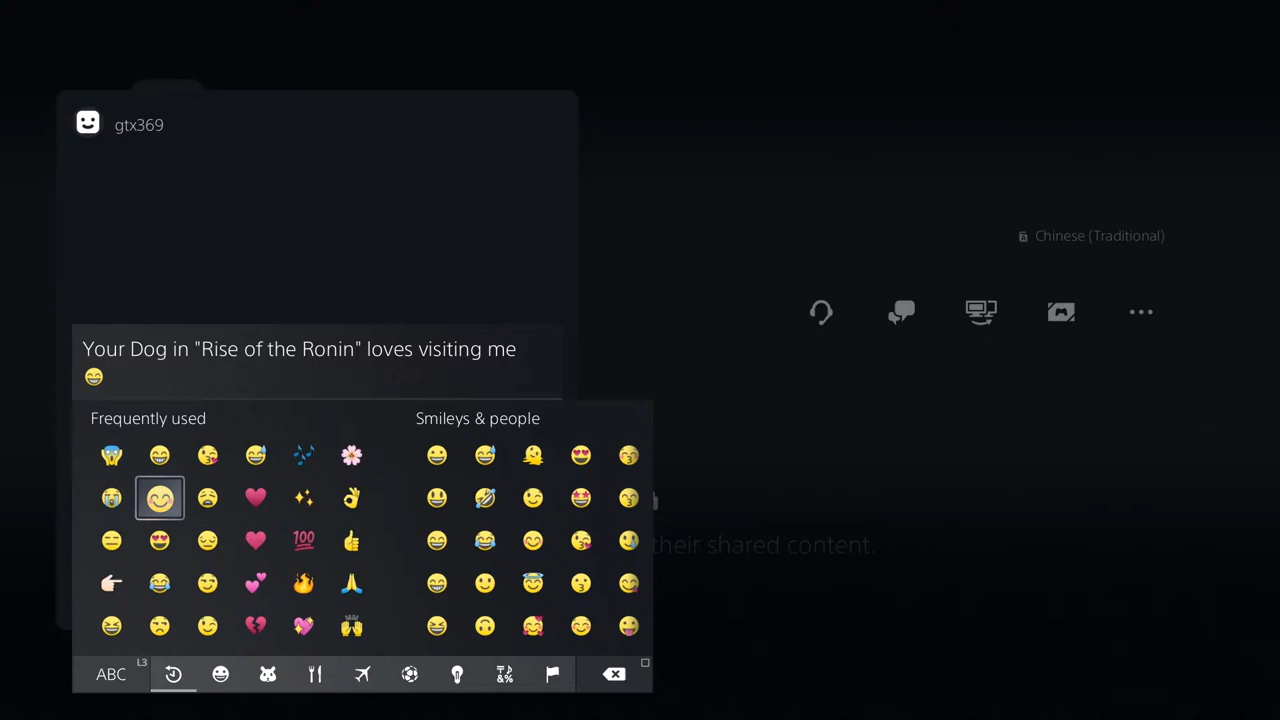 gtx369
Chinese (Traditional)
Your Dog in "Rise of the Ronin" loves visiting me
😁
Frequently used
Smileys & people
their shared content.
ABC
L3